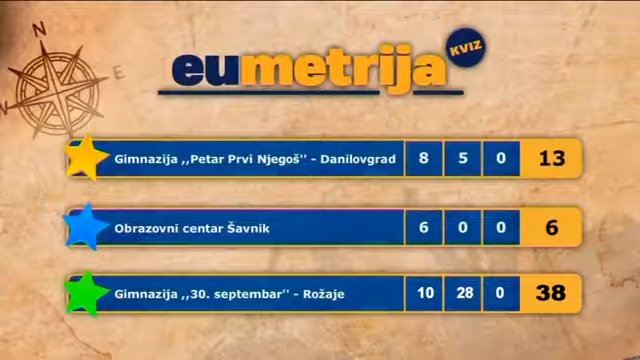 N
E
N
eumetrija
KVIZ
Gimnazija ,,Petar Prvi Njegoš'' - Danilovgrad 8 5 0 13
Obrazovni centar Šavnik 6 0 0 6
Gimnazija ,,30. septembar'' - Rožaje 10 28 0 38